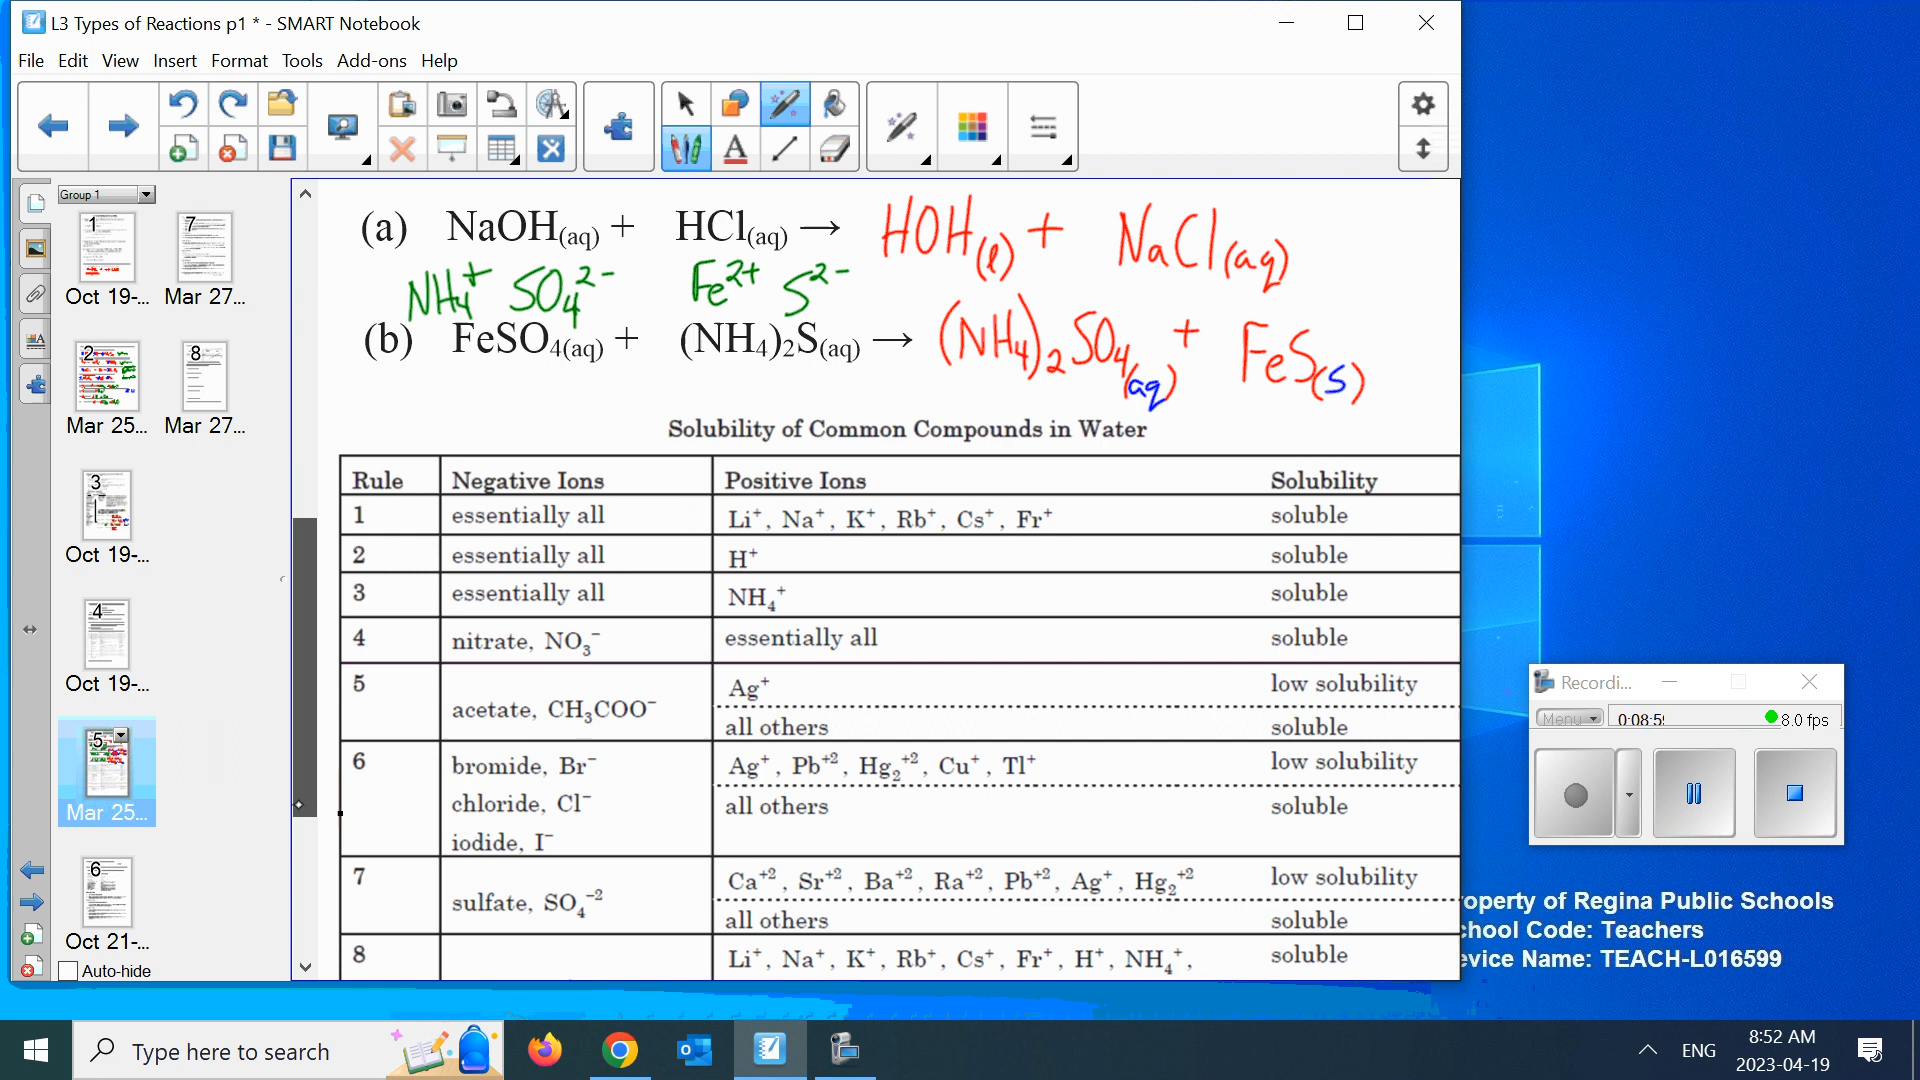 L3 Types of Reactions p1 * - SMART Notebook
File Edit View Insert Format Tools Add-ons Help
Group 1
1
Oct 19-...
7
Mar 27...
2
Mar 25...
8
Mar 27...
3
Oct 19-...
4
Oct 19-...
5
Mar 25...
6
Oct 21-...
Auto-hide
(a) NaOH(aq) + HCl(aq) → HOH(l) + NaCl(aq)
NH₄⁺ SO₄²⁻ Fe²⁺ S²⁻
(b) FeSO₄(aq) + (NH₄)₂S(aq) → (NH₄)₂SO₄(aq) + FeS(s)
Solubility of Common Compounds in Water
Rule Negative Ions Positive Ions Solubility
1 essentially all Li⁺, Na⁺, K⁺, Rb⁺, Cs⁺, Fr⁺ soluble
2 essentially all H⁺ soluble
3 essentially all NH₄⁺ soluble
4 nitrate, NO₃⁻ essentially all soluble
5 acetate, CH₃COO⁻ Ag⁺ low solubility
all others soluble
6 bromide, Br⁻ Ag⁺, Pb⁺², Hg₂⁺², Cu⁺, Tl⁺ low solubility
chloride, Cl⁻ all others soluble
iodide, I⁻
7 sulfate, SO₄⁻² Ca⁺², Sr⁺², Ba⁺², Ra⁺², Pb⁺², Ag⁺, Hg₂⁺² low solubility
all others soluble
8 Li⁺, Na⁺, K⁺, Rb⁺, Cs⁺, Fr⁺, H⁺, NH₄⁺, soluble
Recordi...
Menu 0:08:5 8.0 fps
operty of Regina Public Schools
chool Code: Teachers
evice Name: TEACH-L016599
Type here to search
ENG
8:52 AM
2023-04-19